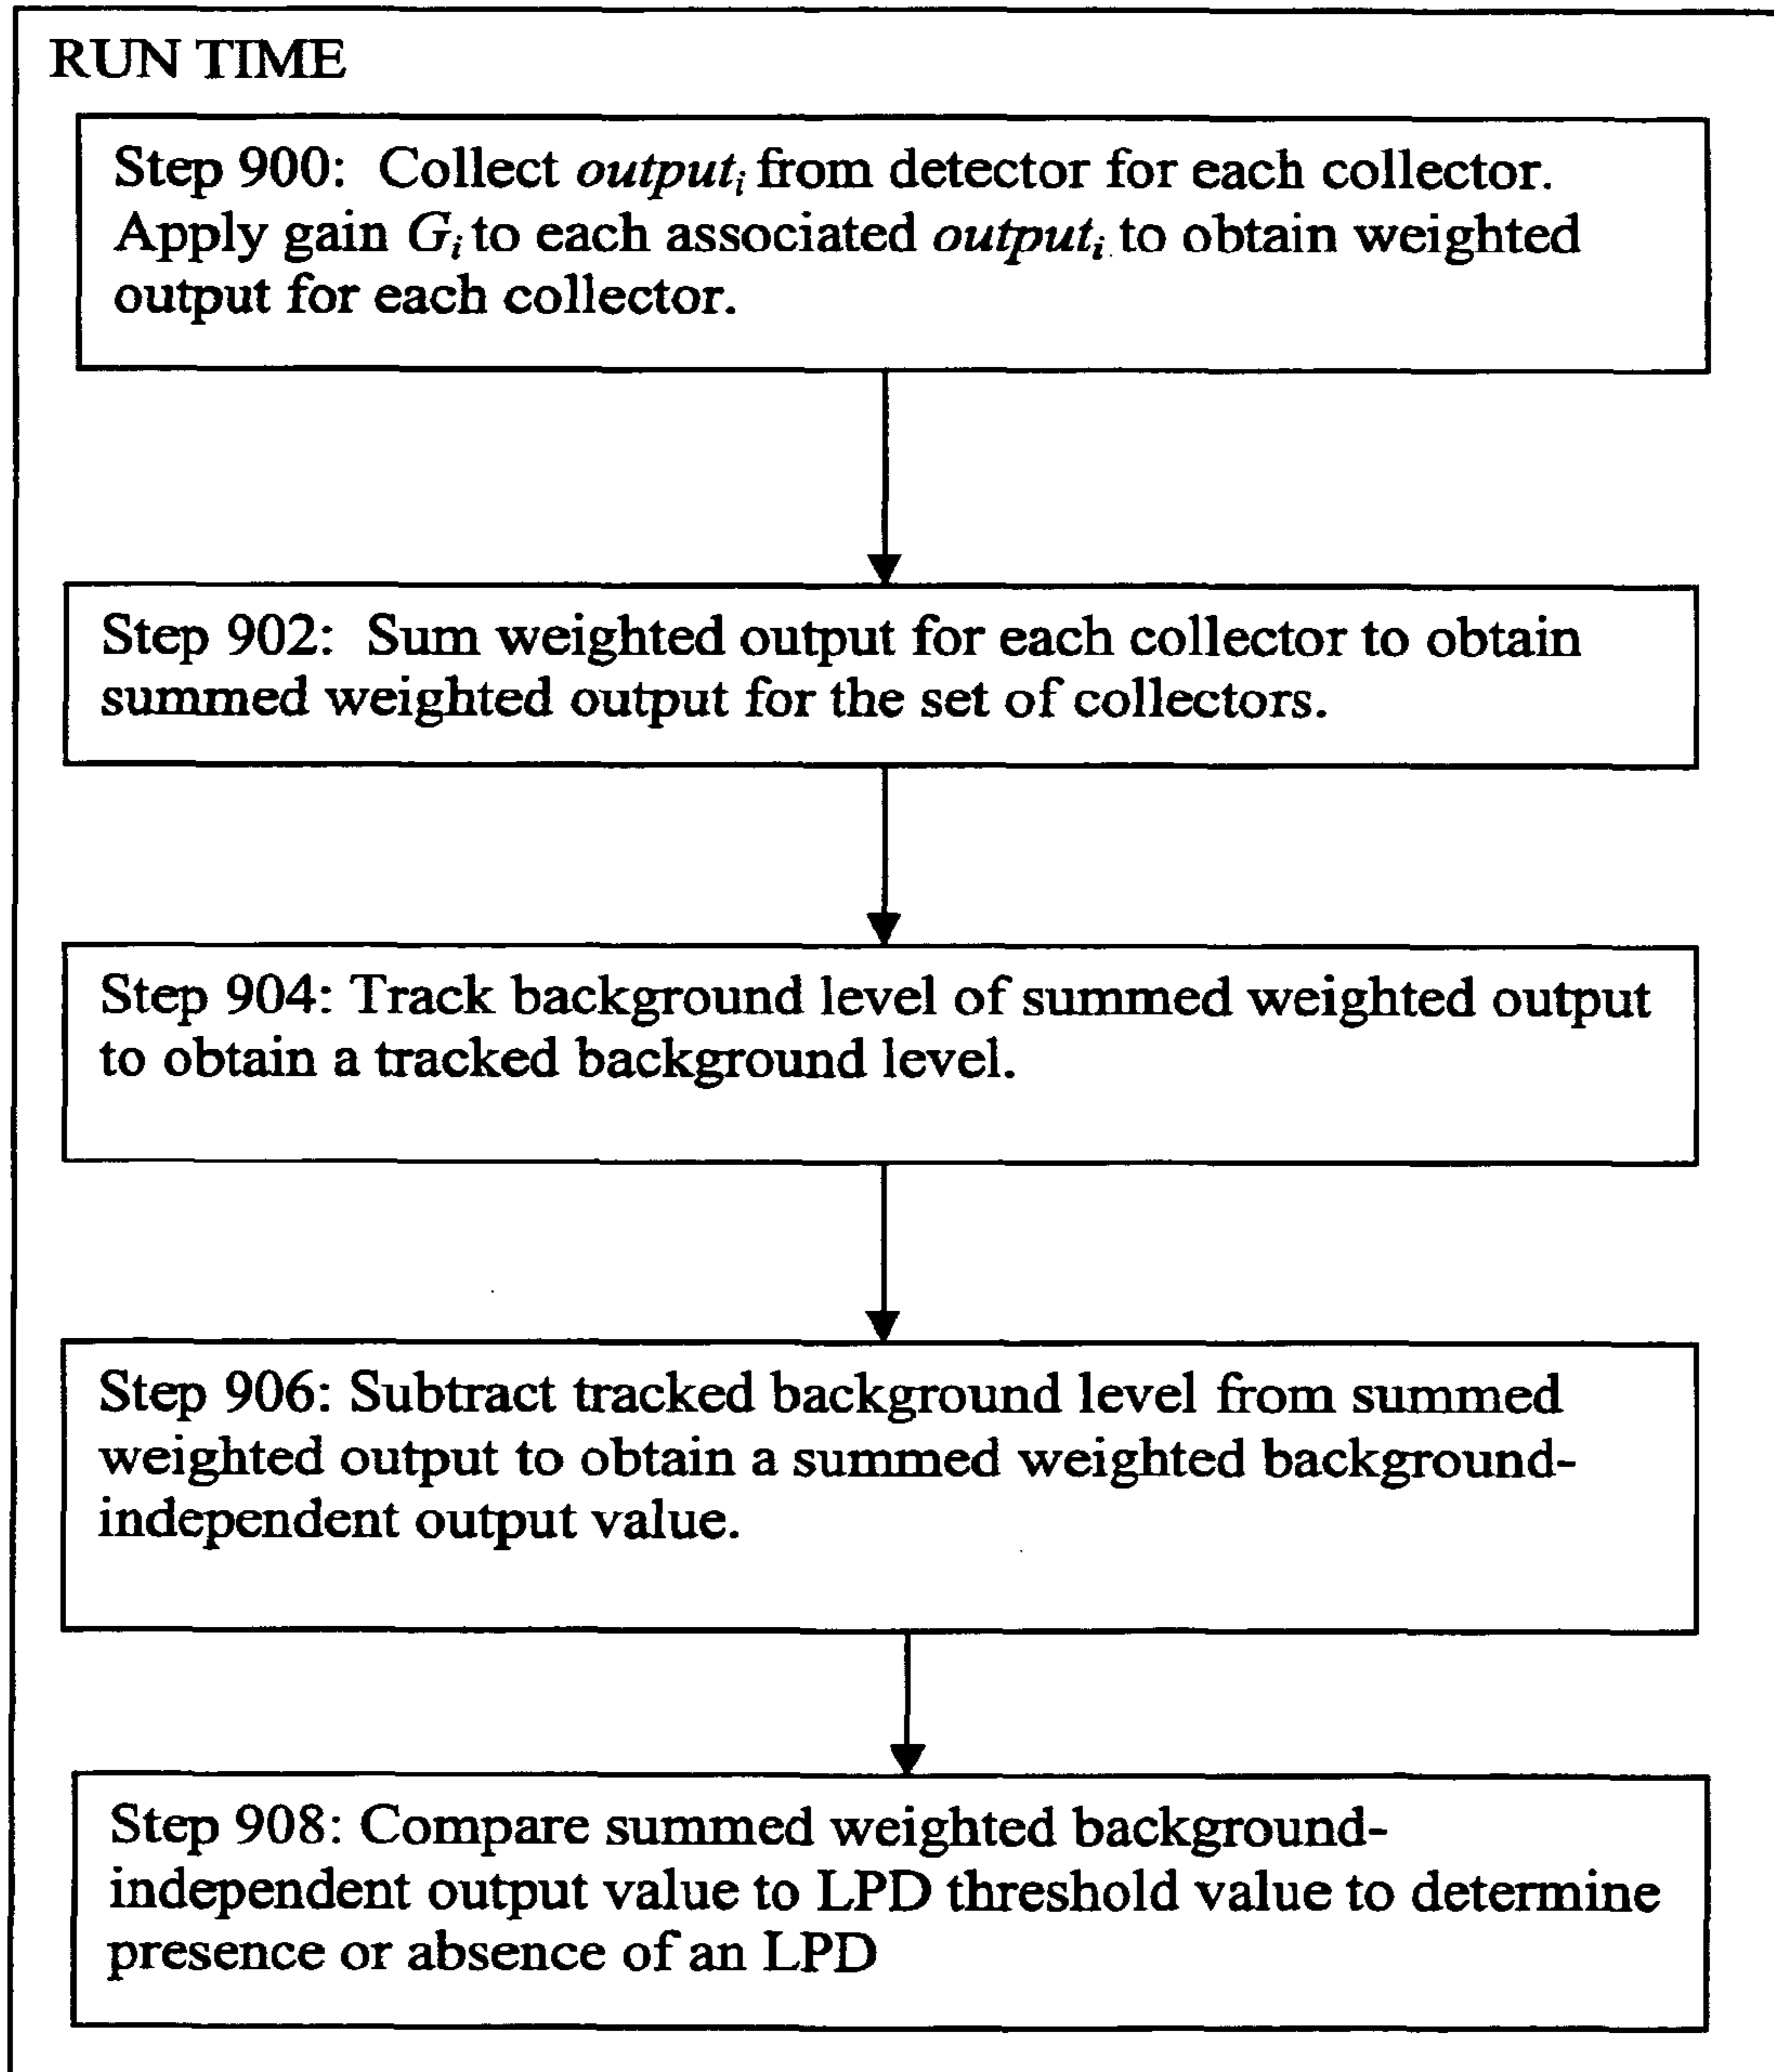 RUN TIME
Step 900: Collect output_i from detector for each collector.
Apply gain G_i to each associated output_i to obtain weighted
output for each collector.
Step 902: Sum weighted output for each collector to obtain
summed weighted output for the set of collectors.
Step 904: Track background level of summed weighted output
to obtain a tracked background level.
Step 906: Subtract tracked background level from summed
weighted output to obtain a summed weighted background-
independent output value.
Step 908: Compare summed weighted background-
independent output value to LPD threshold value to determine
presence or absence of an LPD